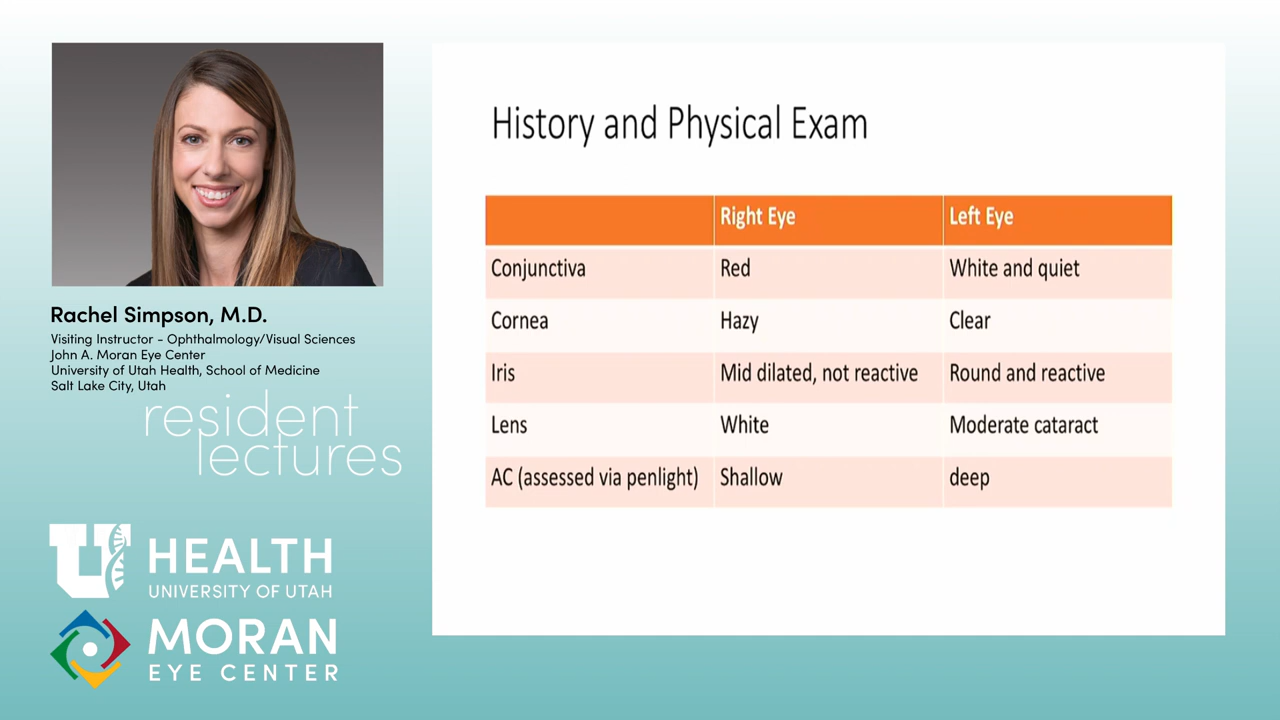 Rachel Simpson, M.D.
Visiting Instructor - Ophthalmology/Visual Sciences
John A. Moran Eye Center
University of Utah Health, School of Medicine
Salt Lake City, Utah
resident
lectures
U HEALTH
UNIVERSITY OF UTAH
MORAN
EYE CENTER
History and Physical Exam
Right Eye Left Eye
Conjunctiva Red White and quiet
Cornea Hazy Clear
Iris Mid dilated, not reactive Round and reactive
Lens White Moderate cataract
AC (assessed via penlight) Shallow deep